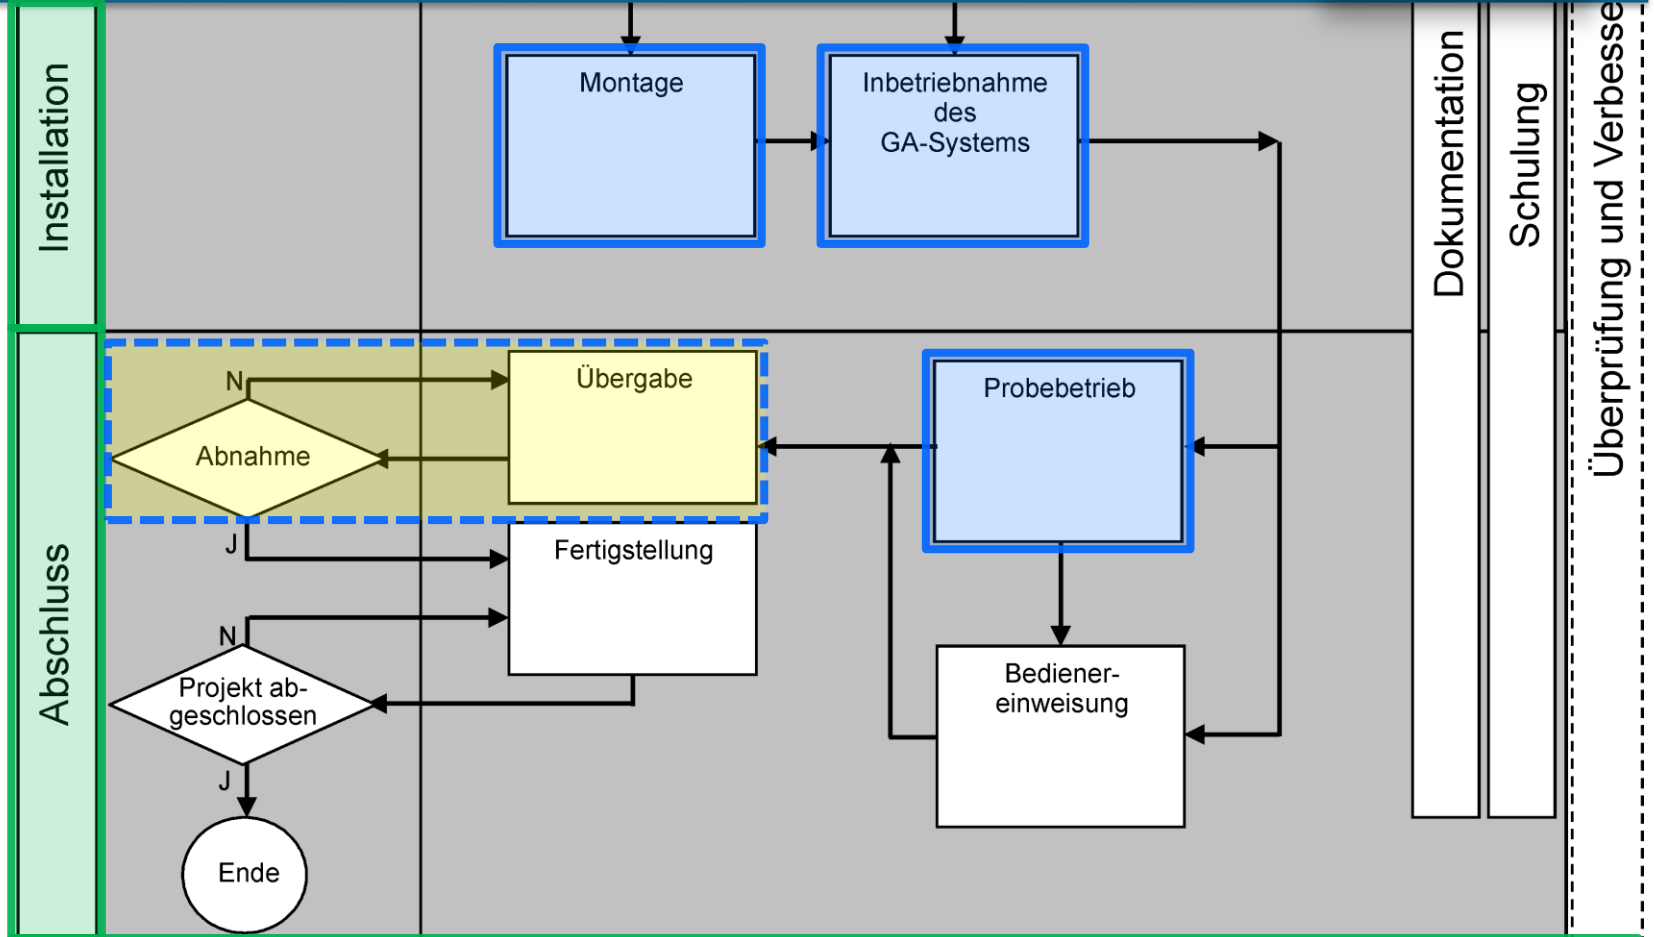 Installation
Montage
Inbetriebnahme
des
GA-Systems
Dokumentation
Schulung
Überprüfung und Verbesse
Abschluss
N
Übergabe
Abnahme
Probebetrieb
J
Fertigstellung
N
Projekt ab-
geschlossen
Bediener-
einweisung
J
Ende